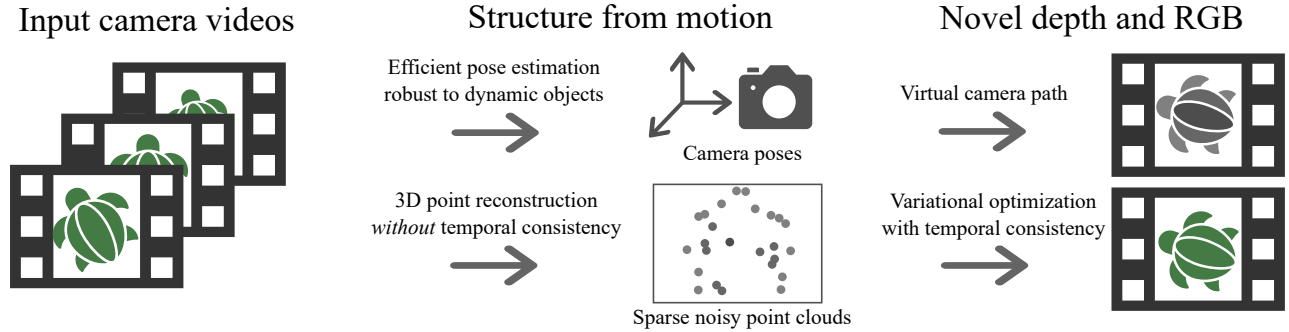 Input camera videos
Structure from motion
Efficient pose estimation
robust to dynamic objects
Camera poses
3D point reconstruction
without temporal consistency
Sparse noisy point clouds
Novel depth and RGB
Virtual camera path
Variational optimization
with temporal consistency